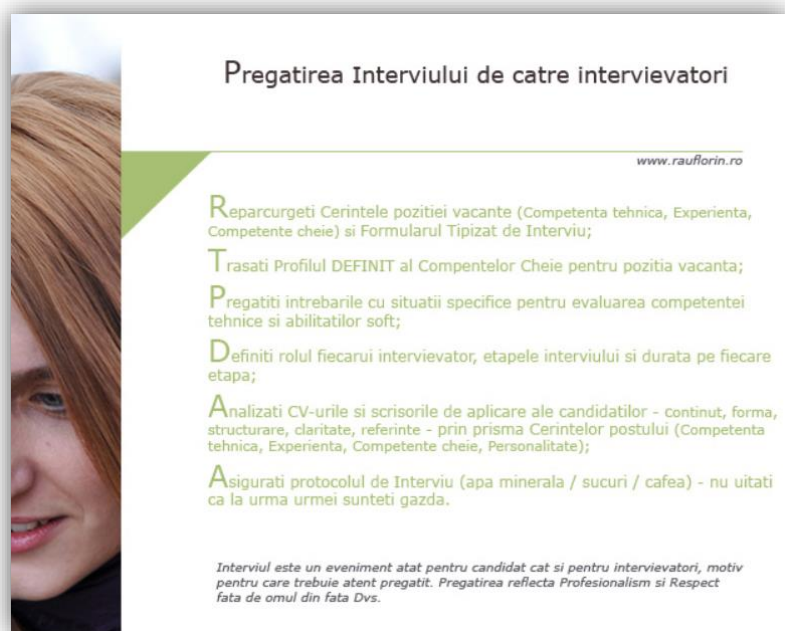 Pregatirea Interviului de catre intervievatori
www.rauflorin.ro
Reparcurgeti Cerintele pozitiei vacante (Competenta tehnica, Experienta,
Competente cheie) si Formularul Tipizat de Interviu;
Trasati Profilul DEFINIT al Compentelor Cheie pentru pozitia vacanta;
Pregatiti intrebarile cu situatii specifice pentru evaluarea competentei
tehnice si abilitatilor soft;
Definiti rolul fiecarui intervievator, etapele interviului si durata pe fiecare
etapa;
Analizati CV-urile si scrisorile de aplicare ale candidatilor - continut, forma,
structurare, claritate, referinte - prin prisma Cerintelor postului (Competenta
tehnica, Experienta, Competente cheie, Personalitate);
Asigurati protocolul de Interviu (apa minerala / sucuri / cafea) - nu uitati
ca la urma urmei sunteti gazda.
Interviul este un eveniment atat pentru candidat cat si pentru intervievatori, motiv
pentru care trebuie atent pregatit. Pregatirea reflecta Profesionalism si Respect
fata de omul din fata Dvs.